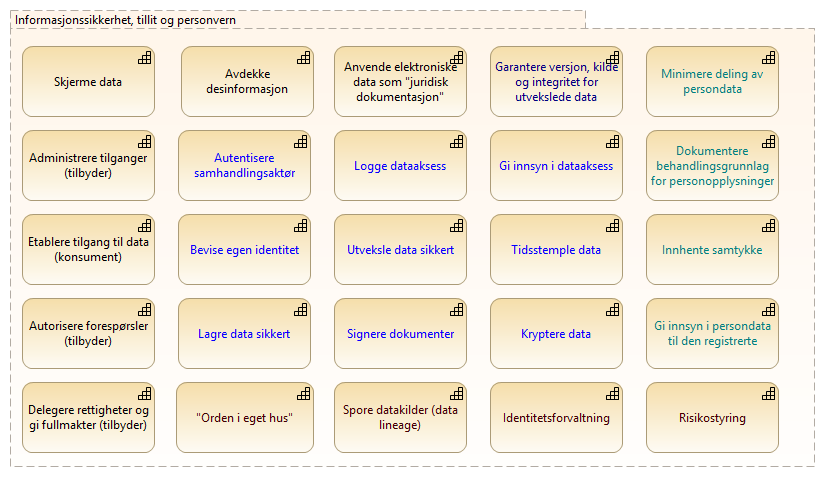 Informasjonssikkerhet, tillit og personvern
Skjerme data
Avdekke
desinformasjon
Anvende elektroniske
data som "juridisk
dokumentasjon"
Garantere versjon, kilde
og integritet for
utvekslede data
Minimere deling av
persondata
Administrere tilganger
(tilbyder)
Autentisere
samhandlingsaktør
Logge dataaksess
Gi innsyn i dataaksess
Dokumentere
behandlingsgrunnlag
for personopplysninger
Etablere tilgang til data
(konsument)
Bevise egen identitet
Utveksle data sikkert
Tidsstemple data
Innhente samtykke
Autorisere forespørsler
(tilbyder)
Lagre data sikkert
Signere dokumenter
Kryptere data
Gi innsyn i persondata
til den registrerte
Delegere rettigheter og
gi fullmakter (tilbyder)
"Orden i eget hus"
Spore datakilder (data
lineage)
Identitetsforvaltning
Risikostyring